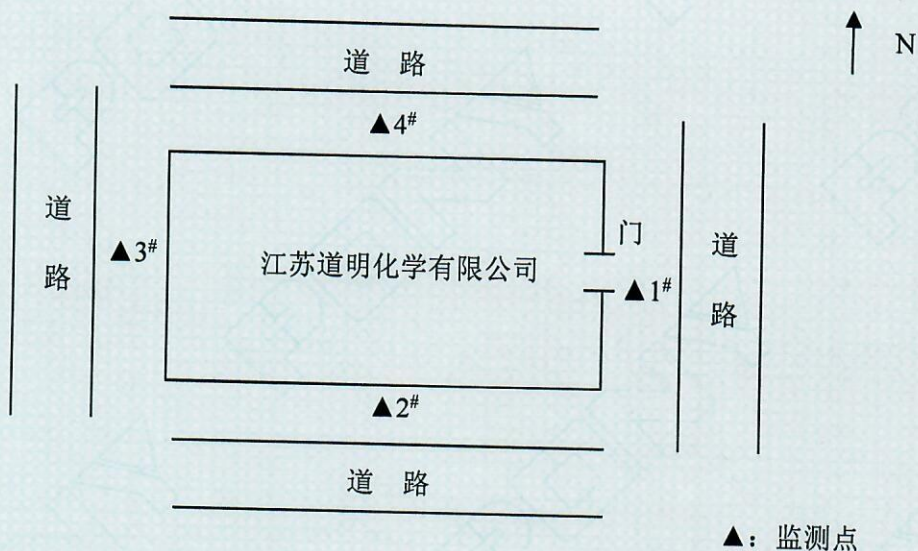 道 路
N
▲4#
道
路
▲3#
江苏道明化学有限公司
门
▲1#
道
路
▲2#
道 路
▲：监测点